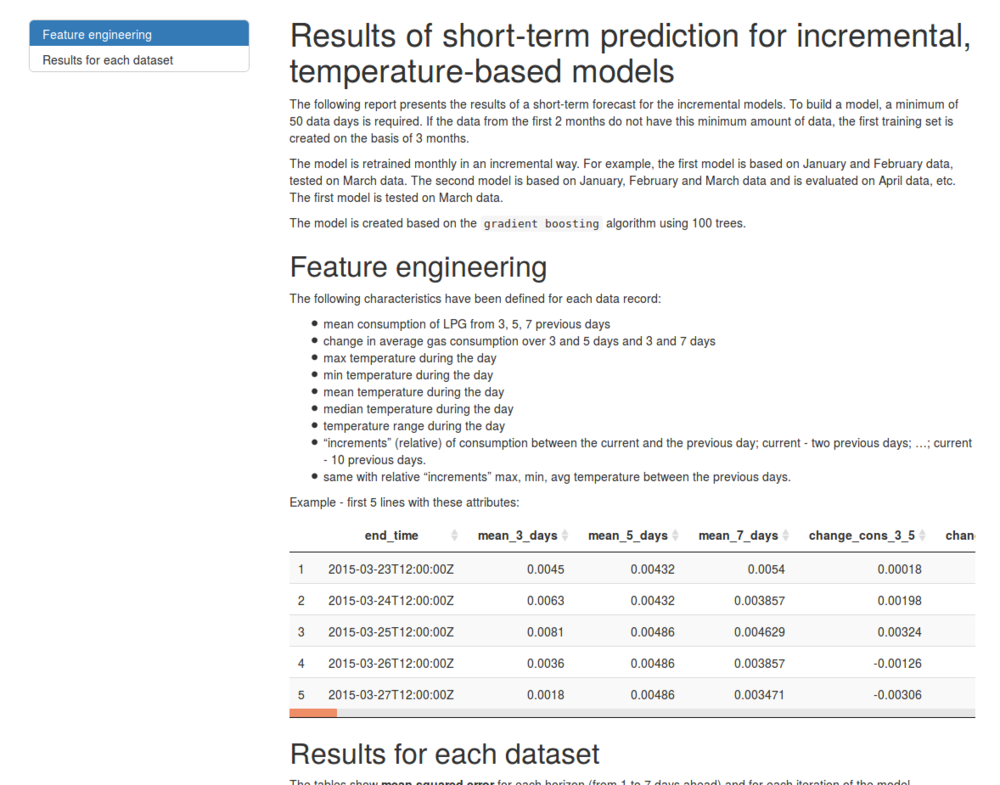 Feature engineering
Results for each dataset
Results of short-term prediction for incremental,
temperature-based models
The following report presents the results of a short-term forecast for the incremental models. To build a model, a minimum of
50 data days is required. If the data from the first 2 months do not have this minimum amount of data, the first training set is
created on the basis of 3 months.
The model is retrained monthly in an incremental way. For example, the first model is based on January and February data,
tested on March data. The second model is based on January, February and March data and is evaluated on April data, etc.
The first model is tested on March data.
The model is created based on the gradient boosting algorithm using 100 trees.
Feature engineering
The following characteristics have been defined for each data record:
• mean consumption of LPG from 3, 5, 7 previous days
• change in average gas consumption over 3 and 5 days and 3 and 7 days
• max temperature during the day
• min temperature during the day
• mean temperature during the day
• median temperature during the day
• temperature range during the day
• “increments” (relative) of consumption between the current and the previous day; current - two previous days; …; current
- 10 previous days.
• same with relative “increments” max, min, avg temperature between the previous days.
Example - first 5 lines with these attributes:
end_time mean_3_days mean_5_days mean_7_days change_cons_3_5 chan
1 2015-03-23T12:00:00Z 0.0045 0.00432 0.0054 0.00018
2 2015-03-24T12:00:00Z 0.0063 0.00432 0.003857 0.00198
3 2015-03-25T12:00:00Z 0.0081 0.00486 0.004629 0.00324
4 2015-03-26T12:00:00Z 0.0036 0.00486 0.003857 -0.00126
5 2015-03-27T12:00:00Z 0.0018 0.00486 0.003471 -0.00306
Results for each dataset
The tables show mean squared error for each horizon (from 1 to 7 days ahead) and for each iteration of the model